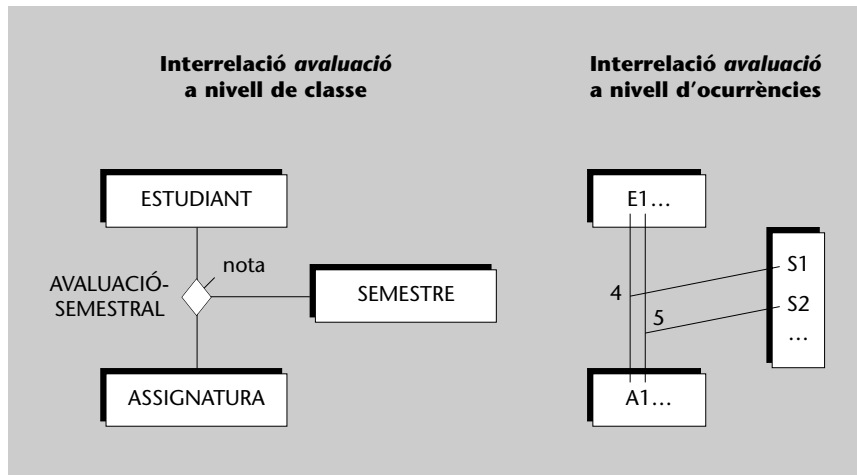 Interrelació avaluació
a nivell de classe
ESTUDIANT
nota
AVALUACIÓ-
SEMESTRAL
SEMESTRE
ASSIGNATURA
Interrelació avaluació
a nivell d’ocurrències
E1…
S1
4
S2
5
…
A1…